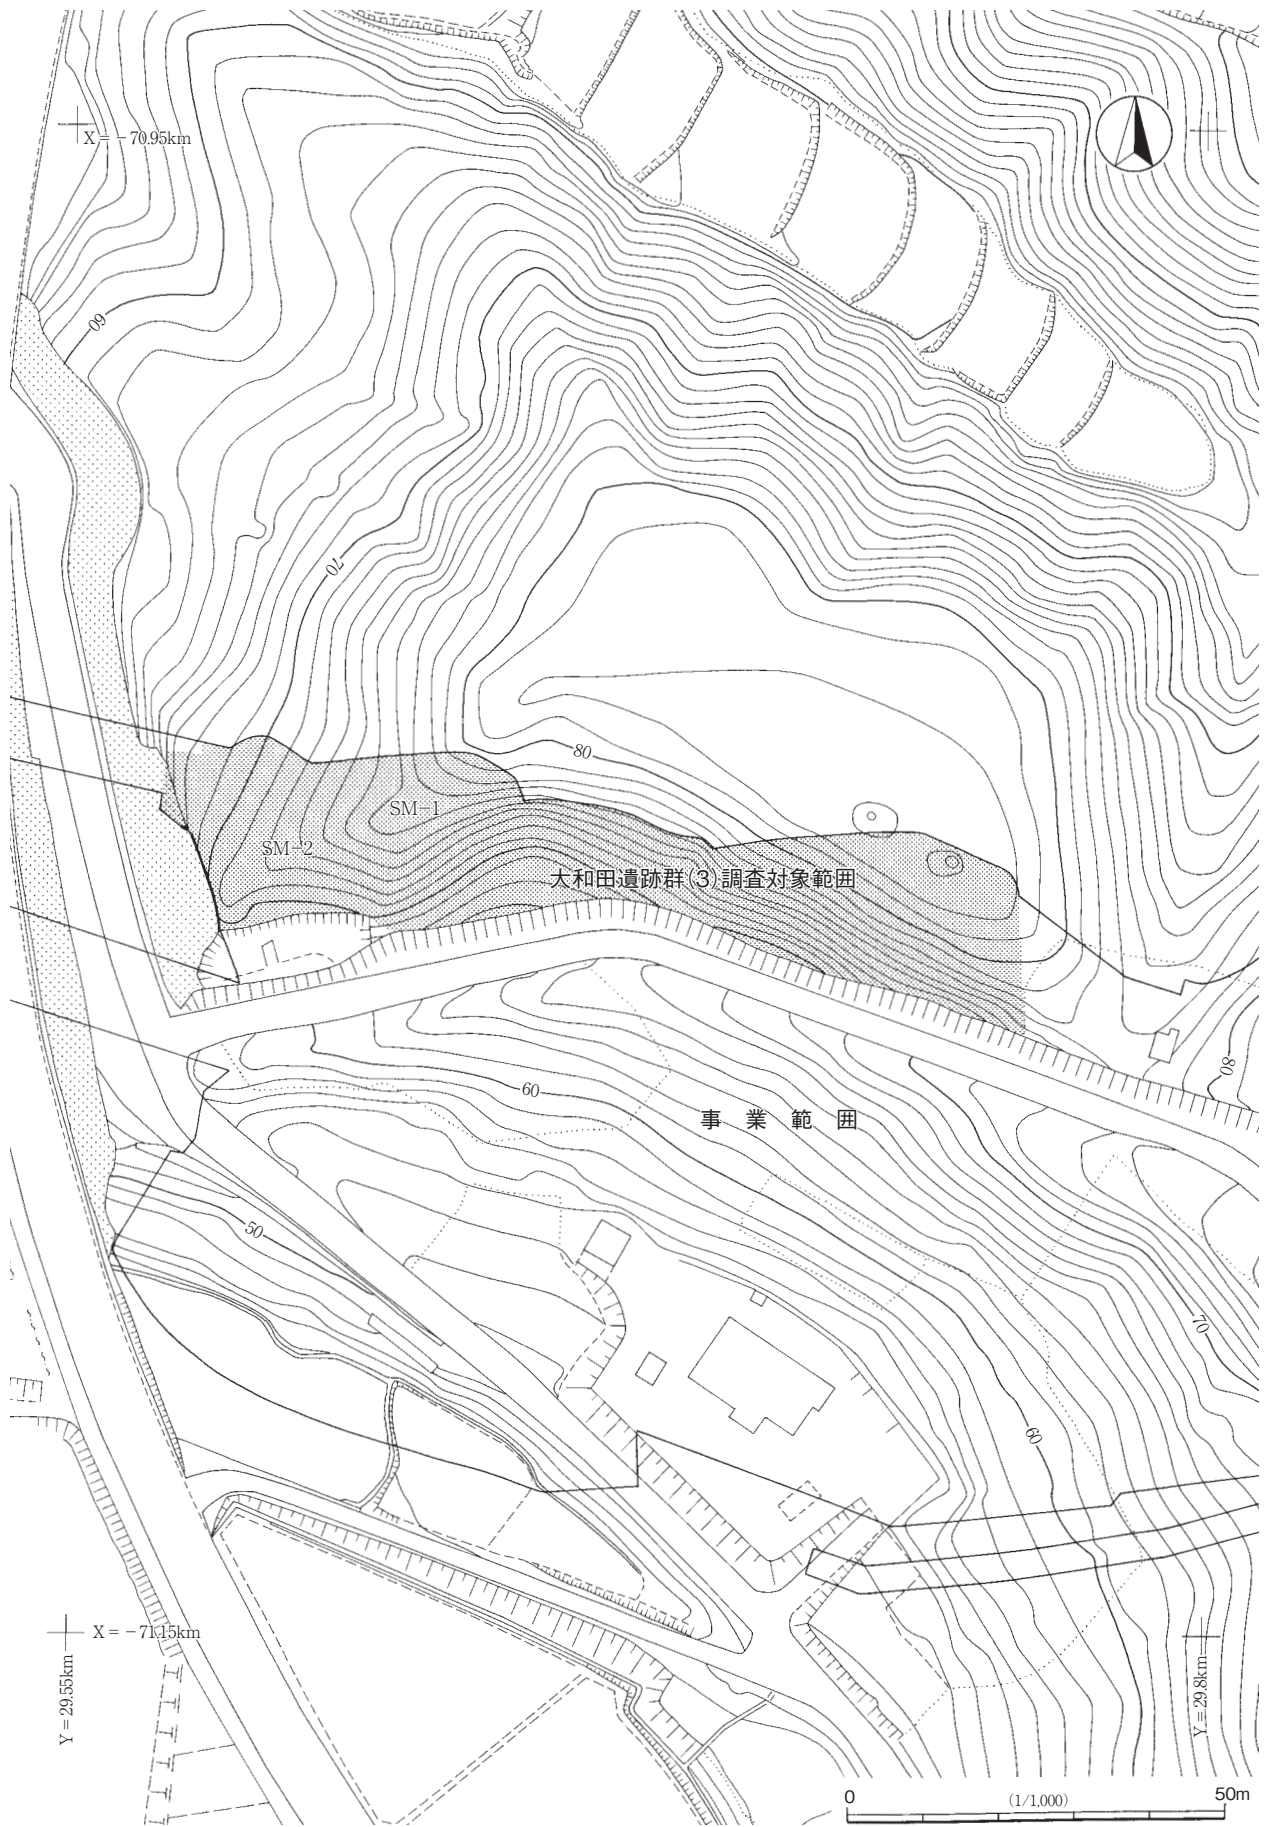 X = －70.95km
60
70
80
SM-1
SM-2
大和田遺跡群(3)調査対象範囲
80
60
事業範囲
50
70
60
X = －71.15km
Y = 29.55km
Y = 29.8km
0 (1/1,000) 50m